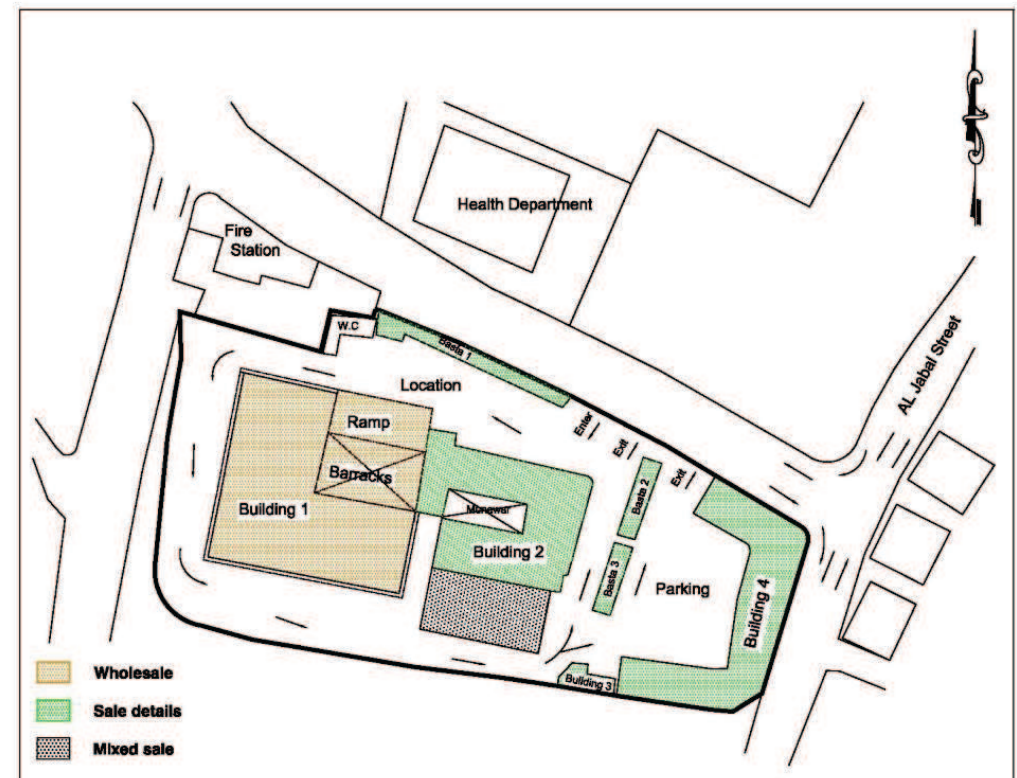 Health Department
Fire
Station
W.C
Basta 1
AL Jabal Street
Location
Enter
Exit
Exit
Ramp
Barracks
Basta 2
Building 1
Munawar
Building 2
Basta 3
Parking
Building 4
Building 3
Wholesale
Sale details
Mixed sale